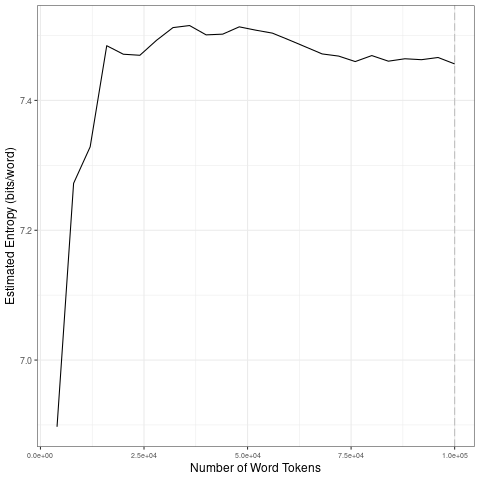 Estimated Entropy (bits/word)
7.4
7.2
7.0
0.0e+00 2.5e+04 5.0e+04 7.5e+04 1.0e+05
Number of Word Tokens